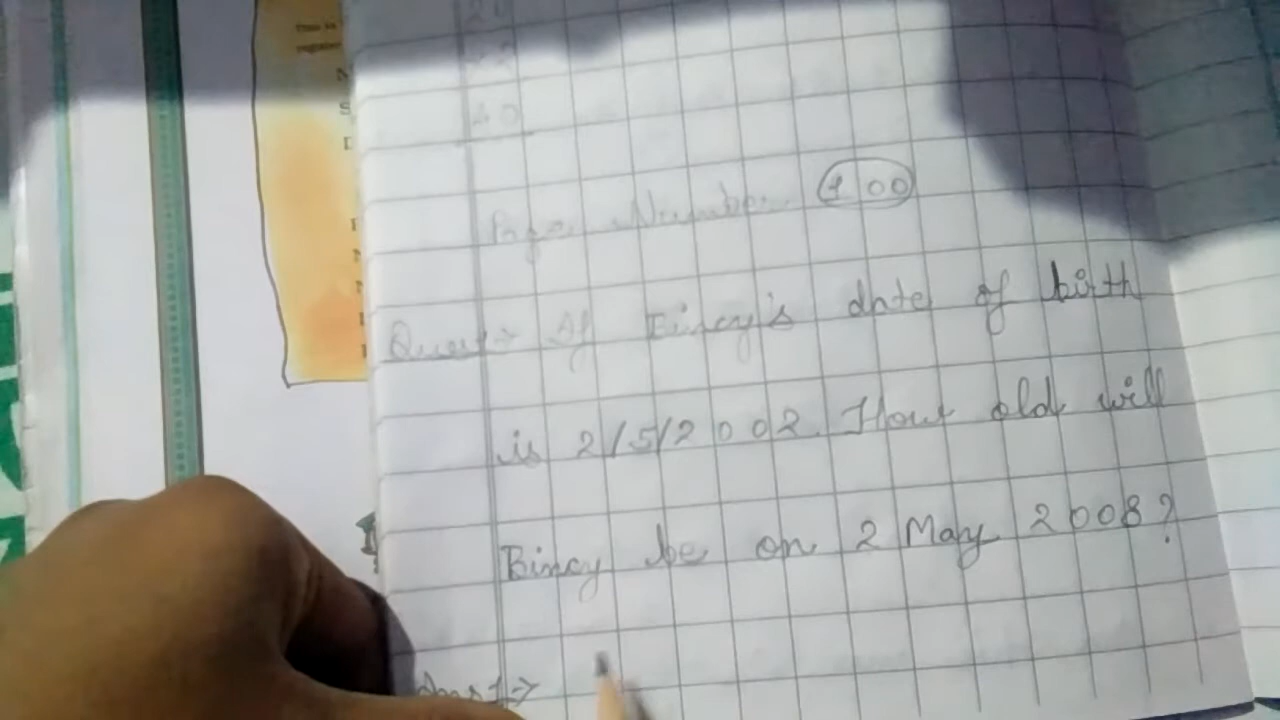 Page Number 100
Ques:→ If Bincy's date of birth
is 2/5/2002. How old will
Bincy be on 2 May 2008?
Ans:→